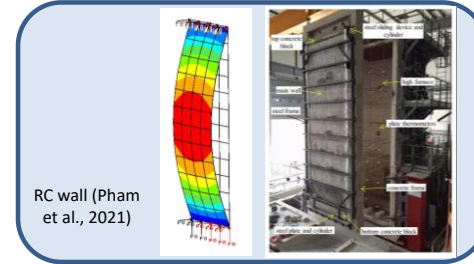 RC wall (Pham
et al., 2021)
steel sliding device and
cylinder
top concrete
block
high furnace
main wall
steel frame
plate thermometers
concrete frame
steel plate and cylinder
bottom concrete block